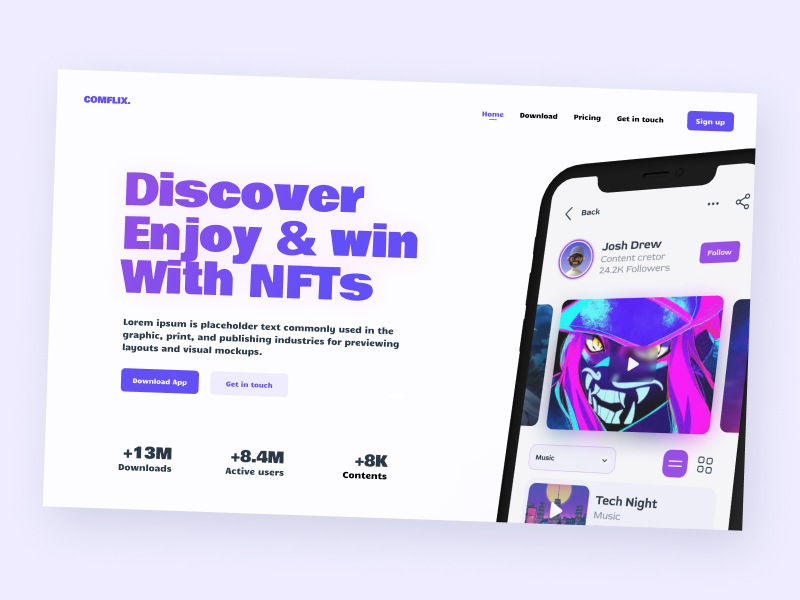 COMFLIX.
Home Download Pricing Get in touch Sign up
Discover
Enjoy & win
With NFTs
Lorem ipsum is placeholder text commonly used in the
graphic, print, and publishing industries for previewing
layouts and visual mockups.
Download App Get in touch
+13M
Downloads
+8.4M
Active users
+8K
Contents
Back
Josh Drew
Content cretor
24.2K Followers
Follow
Music
Tech Night
Music